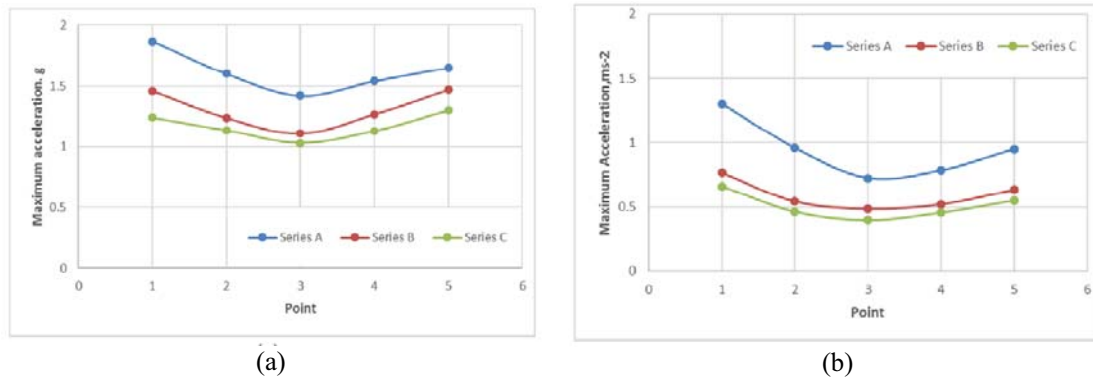 2
1.5
1
0.5
0
Maximum acceleration. g
Series A Series B Series C
0 1 2 3 4 5 6
Point
(a)
2
1.5
1
0.5
0
Maximum Acceleration,ms-2
Series A Series B Series C
0 1 2 3 4 5 6
Point
(b)